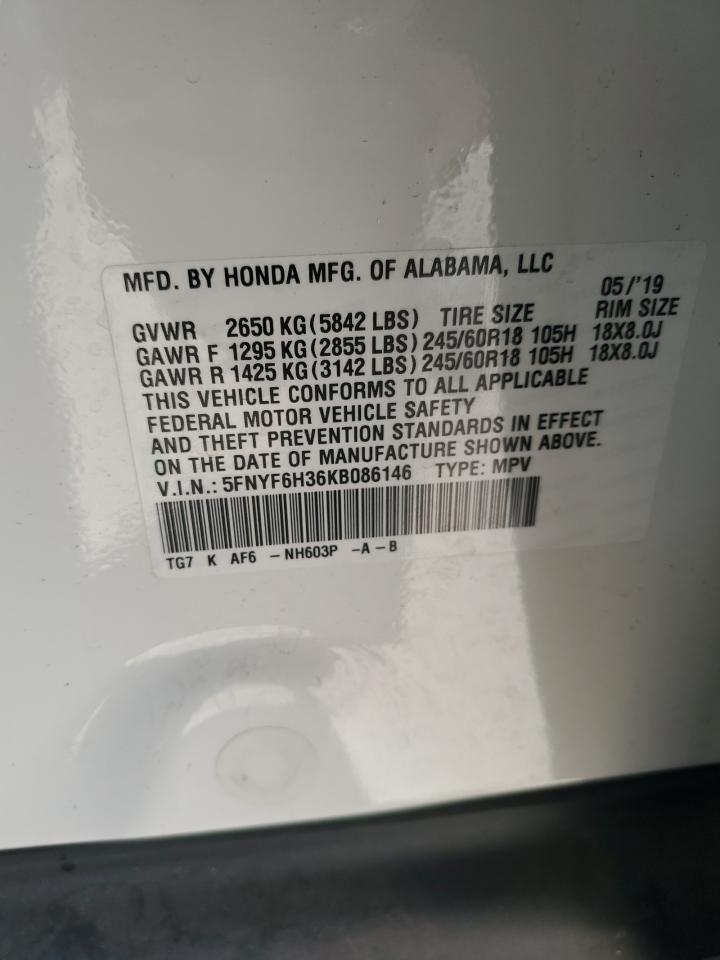 MFD. BY HONDA MFG. OF ALABAMA, LLC 05/'19
GVWR 2650 KG (5842 LBS) TIRE SIZE RIM SIZE
GAWR F 1295 KG (2855 LBS) 245/60R18 105H 18X8.0J
GAWR R 1425 KG (3142 LBS) 245/60R18 105H 18X8.0J
THIS VEHICLE CONFORMS TO ALL APPLICABLE
FEDERAL MOTOR VEHICLE SAFETY
AND THEFT PREVENTION STANDARDS IN EFFECT
ON THE DATE OF MANUFACTURE SHOWN ABOVE.
V.I.N.: 5FNYF6H36KB086146 TYPE: MPV
TG7 K AF6 -NH603P -A-B